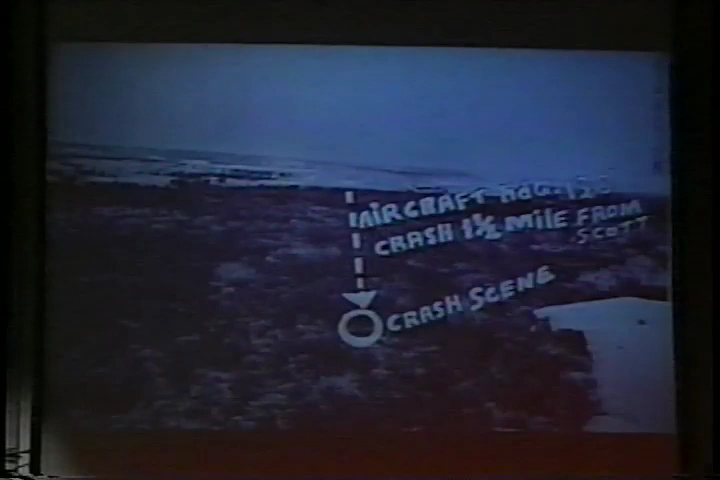 AIRCRAFT
CRASH 1½ MILE FROM
SCOTT
CRASH SCENE